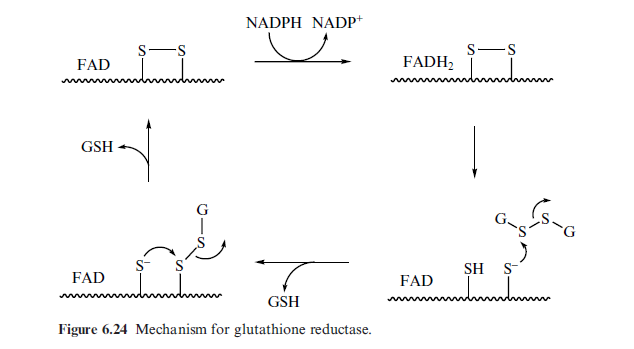 NADPH NADP⁺
S S
FAD
S S
FADH₂
GSH
G
S
S⁻ S
FAD
G S
S G
SH S⁻
FAD
GSH
Figure 6.24 Mechanism for glutathione reductase.